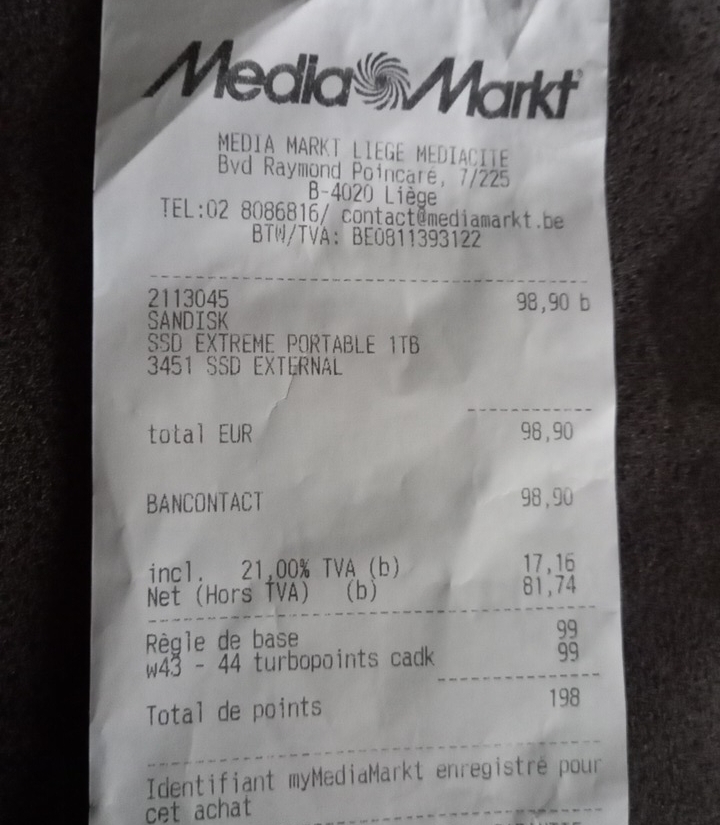 Media Markt
MEDIA MARKT LIEGE MEDIACITE
Bvd Raymond Poincaré, 7/225
B-4020 Liège
TEL:02 8086816/ contact@mediamarkt.be
BTW/TVA: BE0811393122
2113045 98,90 b
SANDISK
SSD EXTREME PORTABLE 1TB
3451 SSD EXTERNAL
total EUR 98,90
BANCONTACT 98,90
incl. 21,00% TVA (b) 17,16
Net (Hors TVA) (b) 81,74
Règle de base 99
w43 - 44 turbopoints cadk 99
Total de points 198
Identifiant myMediaMarkt enregistré pour
cet achat